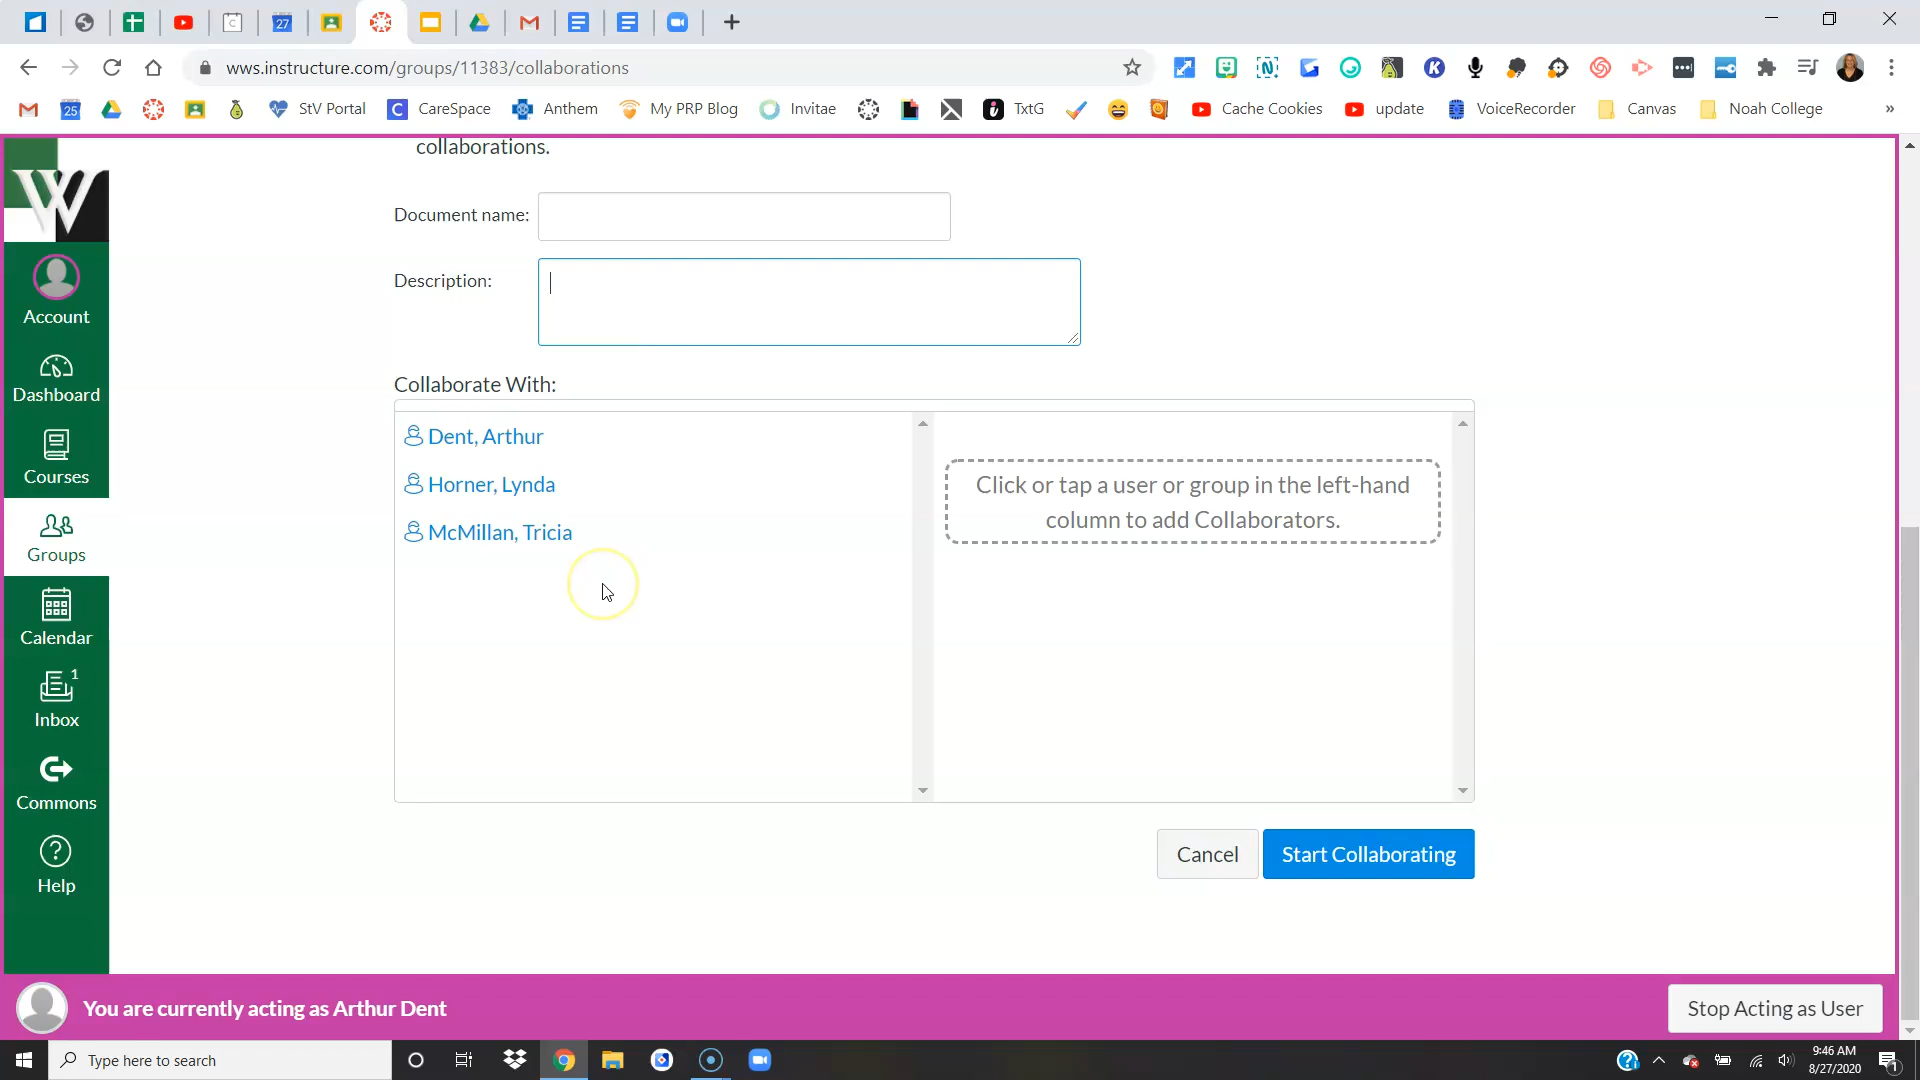 27
C
wws.instructure.com/groups/11383/collaborations
25
StV Portal
C
CareSpace
Anthem
My PRP Blog
Invitae
TxtG
Cache Cookies
update
VoiceRecorder
Canvas
Noah College
»
W
collaborations.
Document name:
Description:
Account
Dashboard
Courses
Groups
Calendar
1
Inbox
Commons
Help
Collaborate With:
Dent, Arthur
Horner, Lynda
McMillan, Tricia
Click or tap a user or group in the left-hand
column to add Collaborators.
Cancel
Start Collaborating
You are currently acting as Arthur Dent
Stop Acting as User
Type here to search
9:46 AM
8/27/2020
1